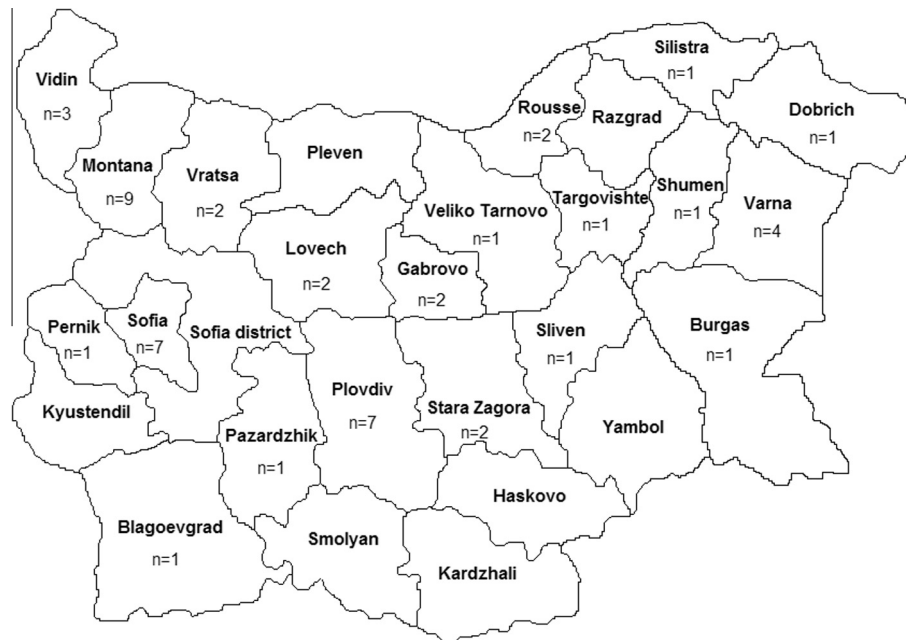 Silistra
n=1
Vidin
n=3
Rousse
n=2
Razgrad
Dobrich
n=1
Pleven
Montana
n=9
Vratsa
n=2
Veliko Tarnovo
n=1
Targovishte
n=1
Shumen
n=1
Varna
n=4
Lovech
n=2
Gabrovo
n=2
Pernik
n=1
Sofia
n=7
Sofia district
Sliven
n=1
Burgas
n=1
Kyustendil
Plovdiv
n=7
Stara Zagora
n=2
Yambol
Pazardzhik
n=1
Haskovo
Blagoevgrad
n=1
Smolyan
Kardzhali